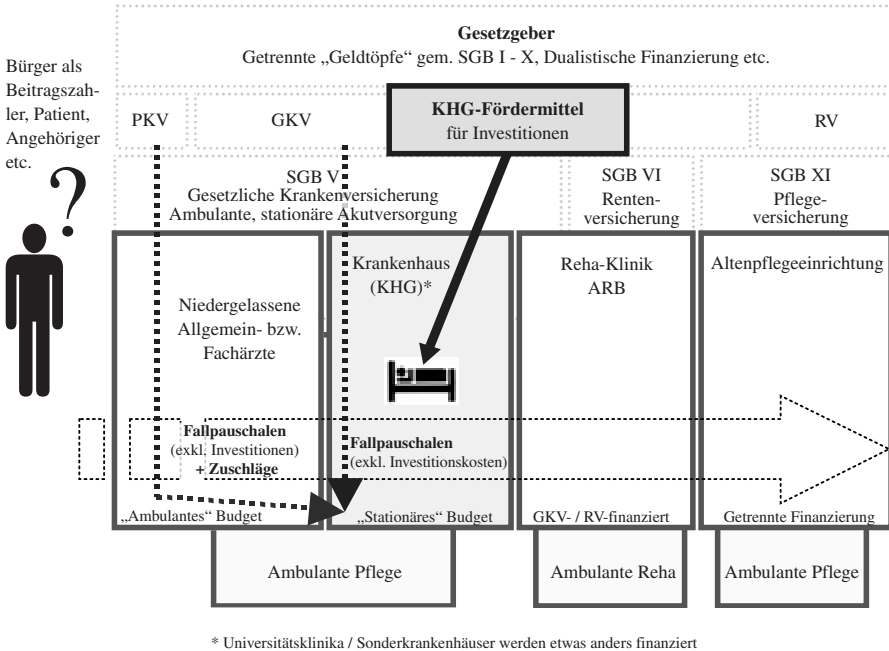 Gesetzgeber
Getrennte „Geldtöpfe“ gem. SGB I - X, Dualistische Finanzierung etc.
Bürger als
Beitragszah-
ler, Patient,
Angehöriger
etc.
?
PKV
GKV
KHG-Fördermittel
für Investitionen
RV
SGB V
Gesetzliche Krankenversicherung
Ambulante, stationäre Akutversorgung
SGB VI
Renten-
versicherung
SGB XI
Pflege-
versicherung
Niedergelassene
Allgemein- bzw.
Fachärzte
Krankenhaus
(KHG)*
Reha-Klinik
ARB
Altenpflegeeinrichtung
Fallpauschalen
(exkl. Investitionen)
+ Zuschläge
Fallpauschalen
(exkl. Investitionskosten)
„Ambulantes“ Budget
„Stationäres“ Budget
GKV- / RV-finanziert
Getrennte Finanzierung
Ambulante Pflege
Ambulante Reha
Ambulante Pflege
* Universitätsklinika / Sonderkrankenhäuser werden etwas anders finanziert